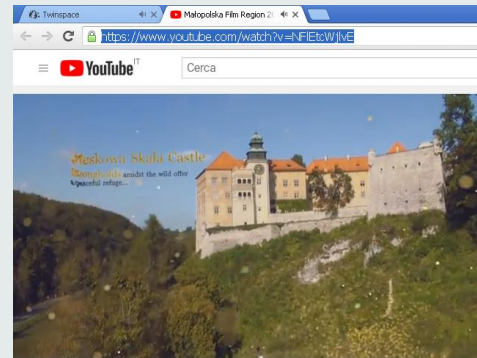 Twinspace
Małopolska Film Region 2
https://www.youtube.com/watch?v=NFlEtcWjlvE
YouTube IT
Cerca
Pieskowa Skała Castle
Strongholds amidst the wild offer
a peaceful refuge...